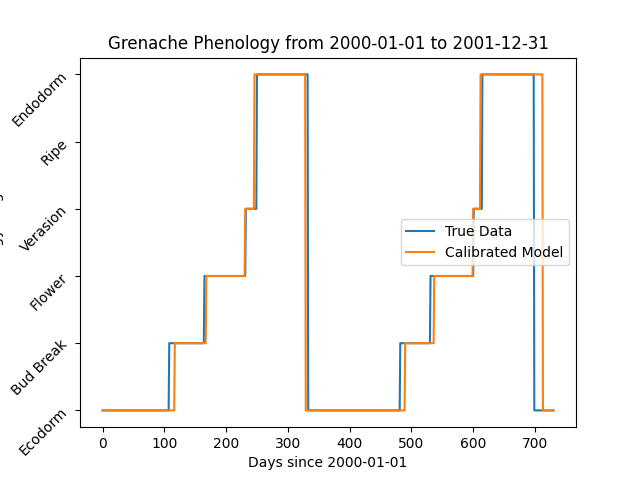 Grenache Phenology from 2000-01-01 to 2001-12-31
Endodorm
Ripe
Verasion
Flower
Bud Break
Ecodorm
True Data
Calibrated Model
0 100 200 300 400 500 600 700
Days since 2000-01-01